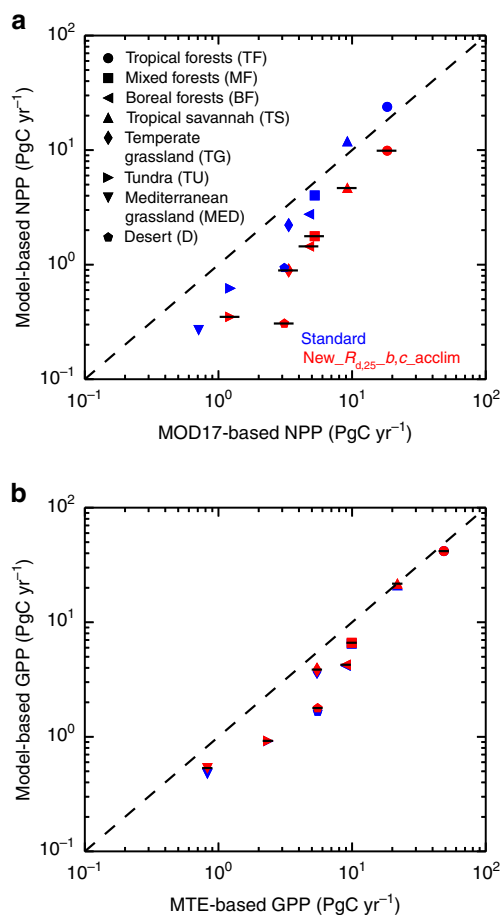 a
10²
10¹
10⁰
10⁻¹
Model-based NPP (PgC yr⁻¹)
Tropical forests (TF)
Mixed forests (MF)
Boreal forests (BF)
Tropical savannah (TS)
Temperate
grassland (TG)
Tundra (TU)
Mediterranean
grassland (MED)
Desert (D)
Standard
New_R_d,25_b,c_acclim
10⁻¹ 10⁰ 10¹ 10²
MOD17-based NPP (PgC yr⁻¹)
b
10²
10¹
10⁰
10⁻¹
Model-based GPP (PgC yr⁻¹)
10⁻¹ 10⁰ 10¹ 10²
MTE-based GPP (PgC yr⁻¹)